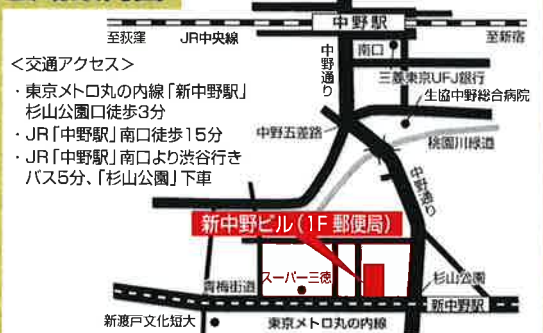 中野駅
至荻窪
JR中央線
至新宿
南口
中野通り
三菱東京UFJ銀行
生協中野総合病院
<交通アクセス>
・東京メトロ丸の内線「新中野駅」
杉山公園口徒歩3分
・JR「中野駅」南口徒歩15分
・JR「中野駅」南口より渋谷行き
バス5分、「杉山公園」下車
中野五差路
桃園川緑道
中野通り
新中野ビル(1F 郵便局)
スーパー三徳
青梅街道
杉山公園
新中野駅
新渡戸文化短大
東京メトロ丸の内線